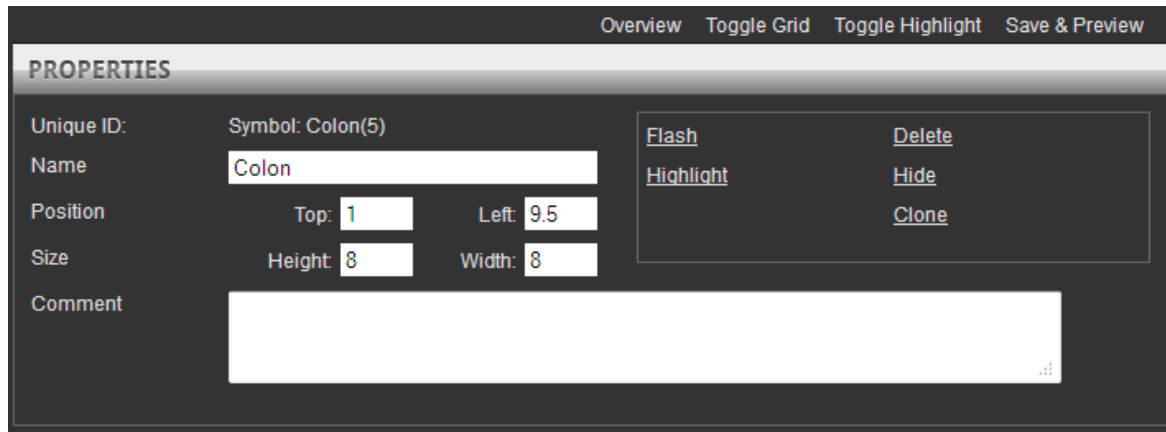 Overview Toggle Grid Toggle Highlight Save & Preview
PROPERTIES
Unique ID: Symbol: Colon(5)
Name Colon
Position Top: 1 Left: 9.5
Size Height: 8 Width: 8
Comment
Flash Delete
Highlight Hide
Clone